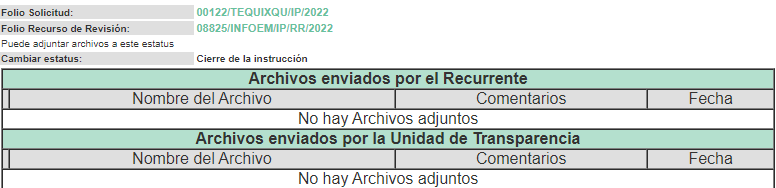 Folio Solicitud: 00122/TEQUIXQU/IP/2022
Folio Recurso de Revisión: 08825/INFOEM/IP/RR/2022
Puede adjuntar archivos a este estatus
Cambiar estatus: Cierre de la instrucción
Archivos enviados por el Recurrente
Nombre del Archivo Comentarios Fecha
No hay Archivos adjuntos
Archivos enviados por la Unidad de Transparencia
Nombre del Archivo Comentarios Fecha
No hay Archivos adjuntos